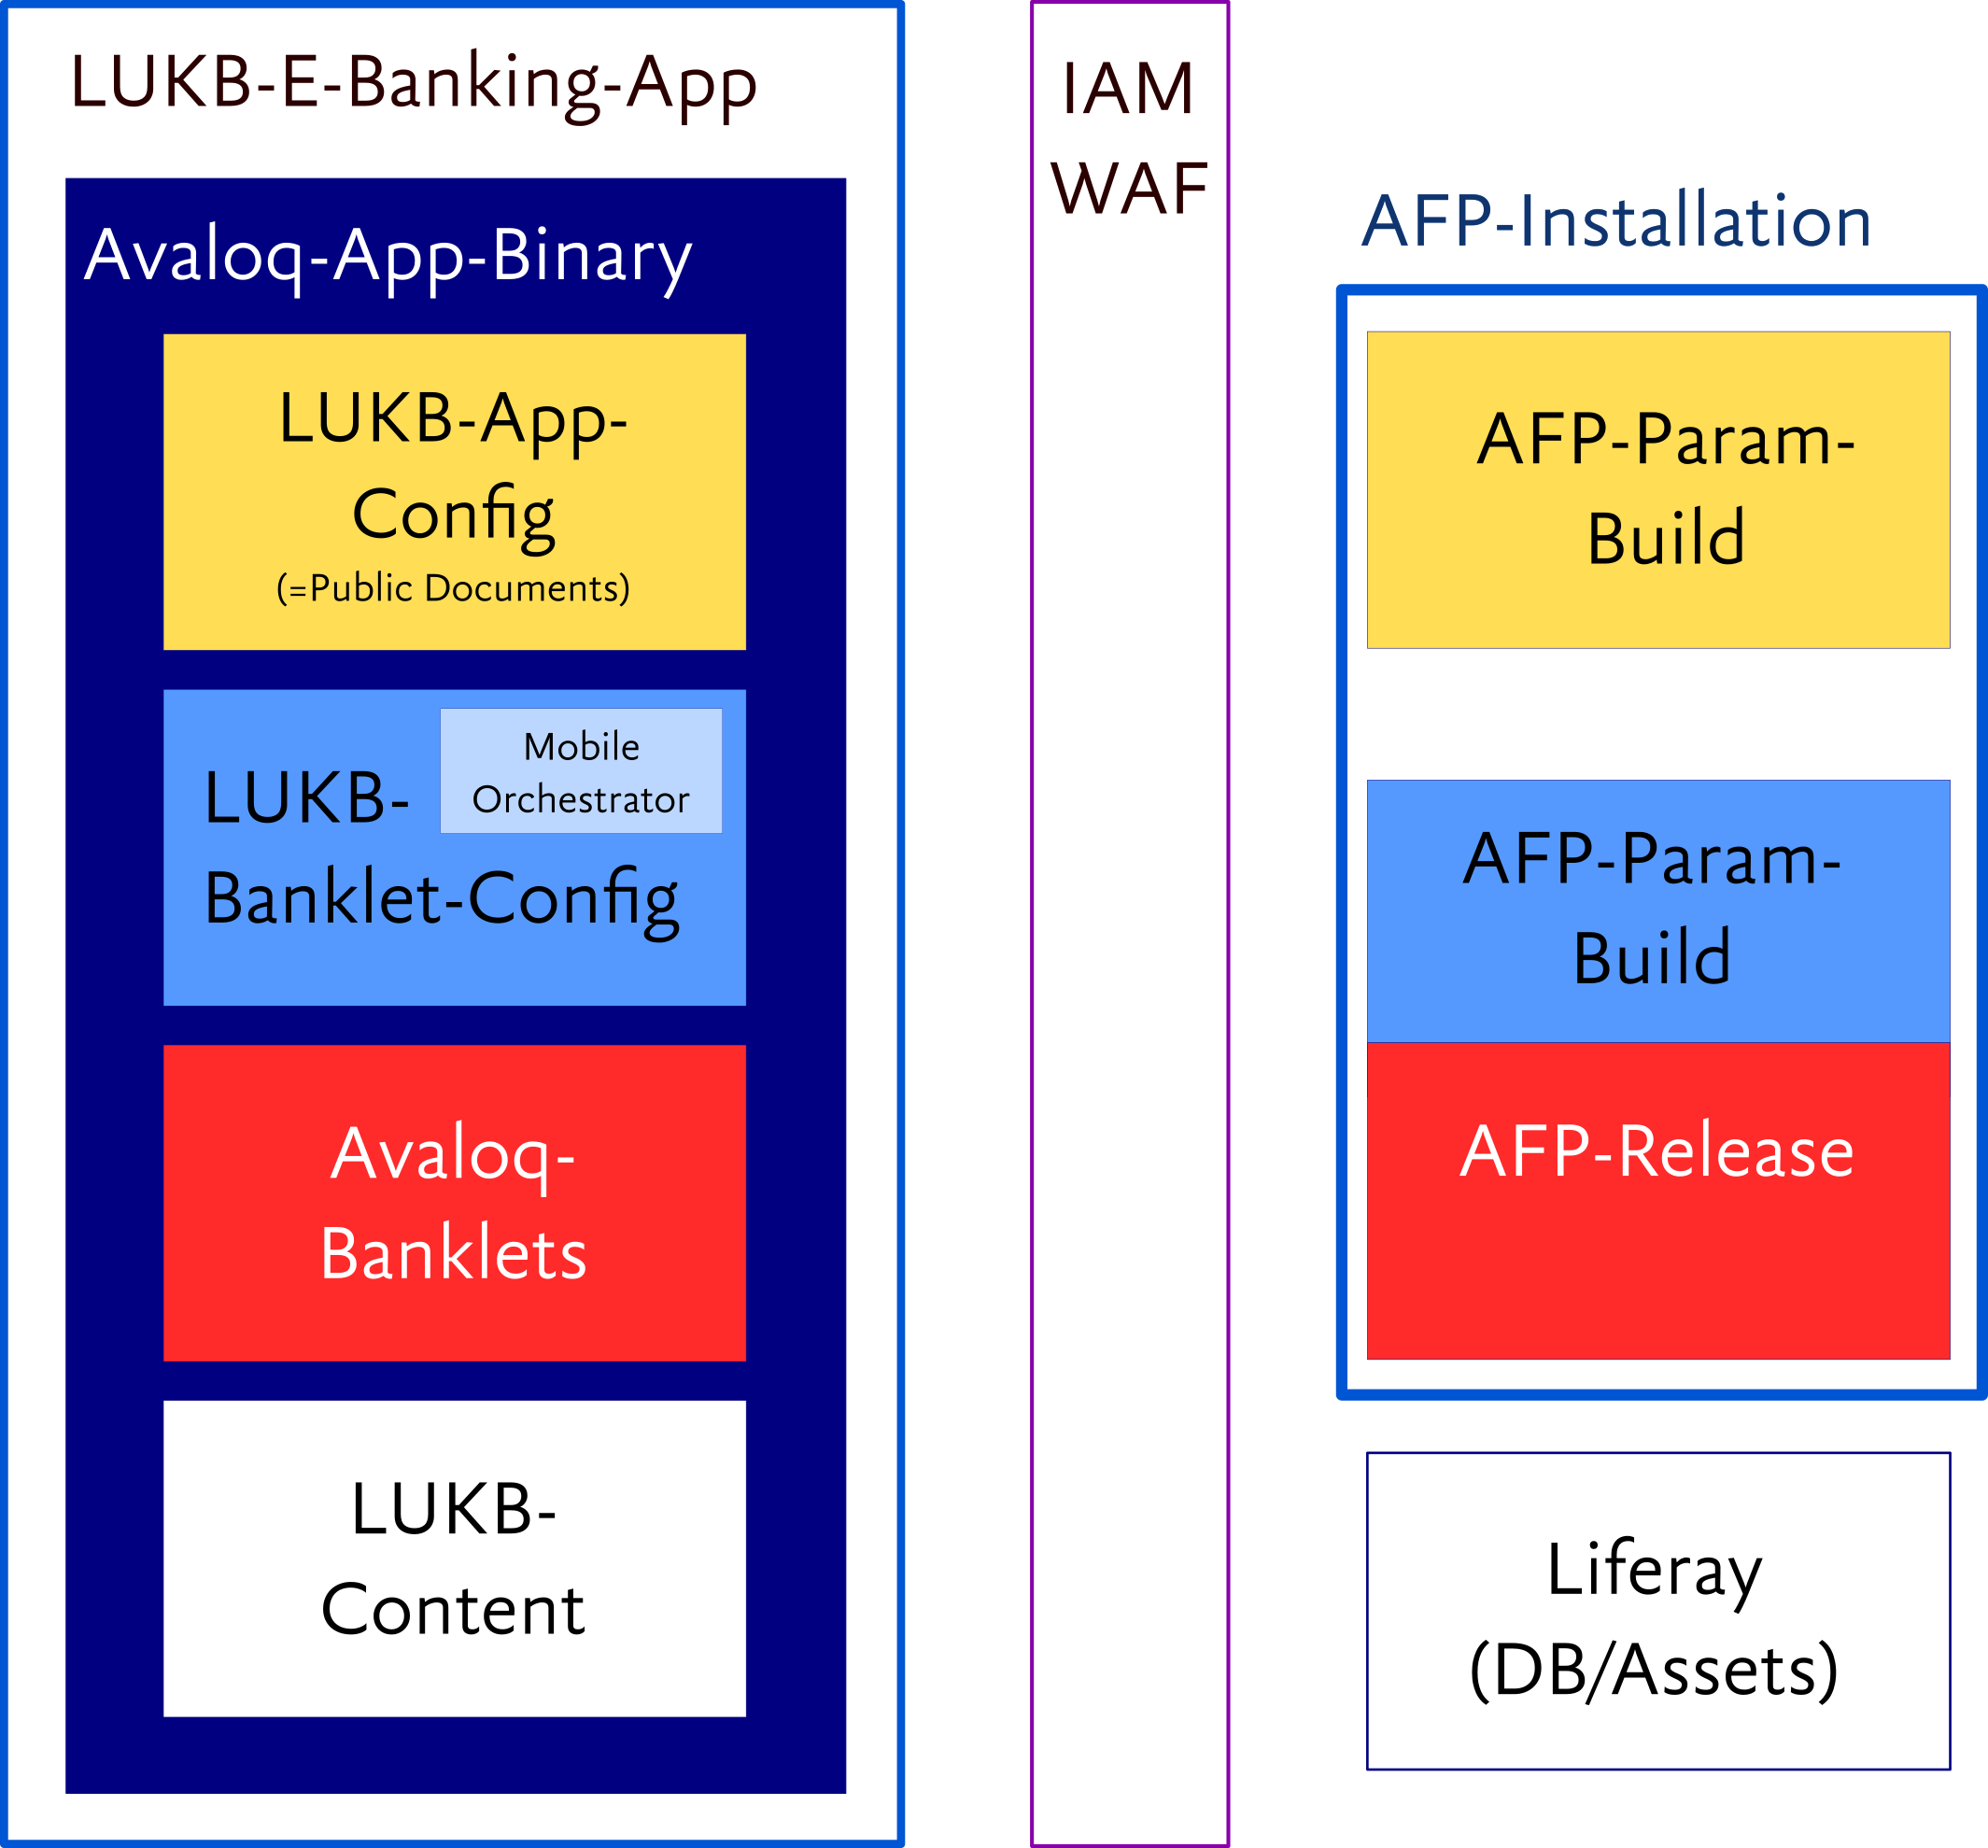 LUKB-E-Banking-App
Avaloq-App-Binary
LUKB-App-
Config
(=Public Documents)
Mobile
Orchestrator
LUKB-
Banklet-Config
Avaloq-
Banklets
LUKB-
Content
IAM
WAF
AFP-Installation
AFP-Param-
Build
AFP-Param-
Build
AFP-Release
Liferay
(DB/Assets)